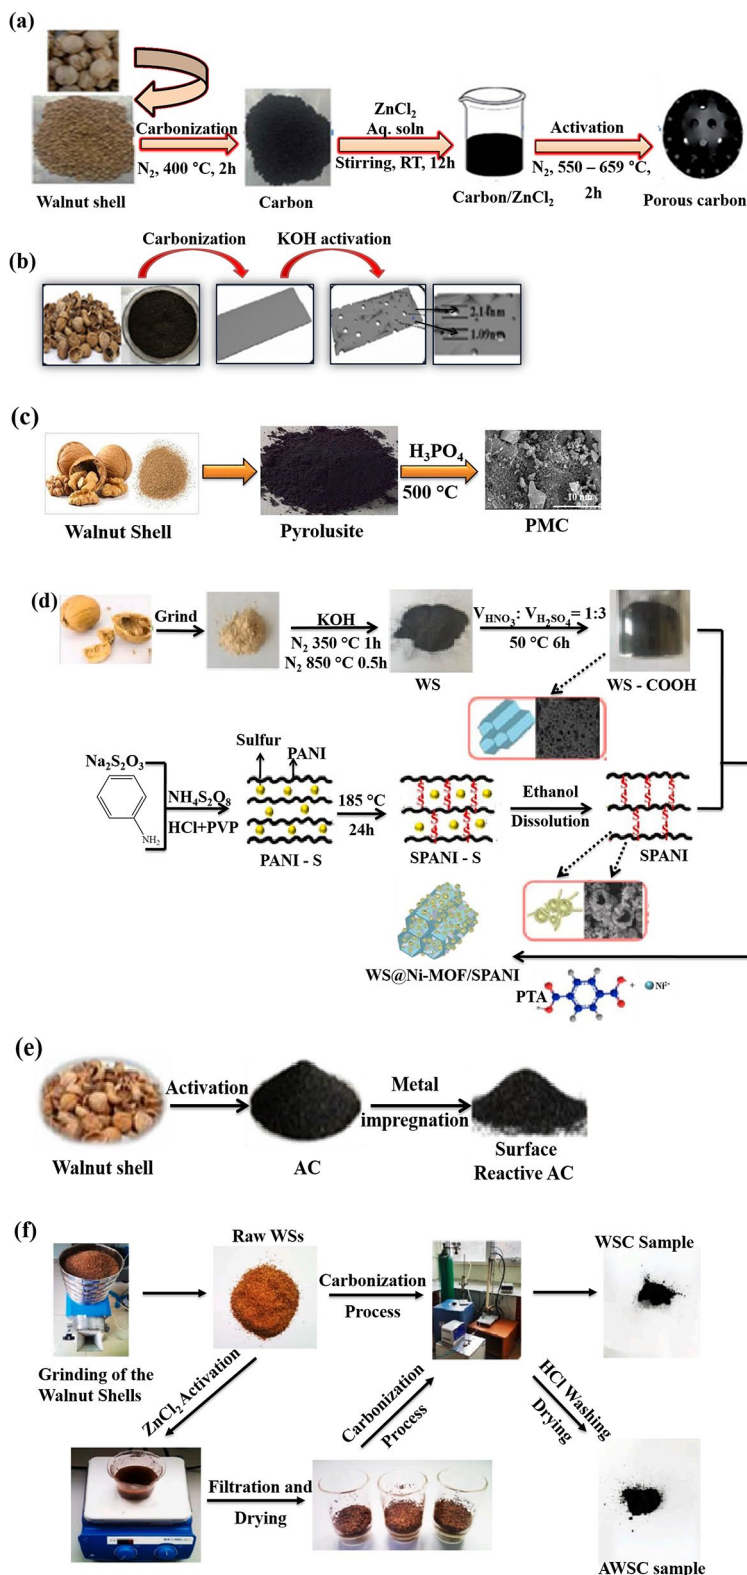 (a)
Carbonization
N₂, 400 °C, 2h
ZnCl₂
Aq. soln
Stirring, RT, 12h
Activation
N₂, 550 – 659 °C,
2h
Walnut shell
Carbon
Carbon/ZnCl₂
Porous carbon
(b)
Carbonization
KOH activation
2.14nm
1.09nm
(c)
H₃PO₄
500 °C
10 nm
Walnut Shell
Pyrolusite
PMC
(d)
Grind
KOH
N₂ 350 °C 1h
N₂ 850 °C 0.5h
V_HNO₃ : V_H₂SO₄ = 1:3
50 °C 6h
WS
WS - COOH
Na₂S₂O₃
NH₂
NH₄S₂O₈
HCl+PVP
Sulfur
PANI
PANI - S
185 °C
24h
SPANI - S
Ethanol
Dissolution
SPANI
WS@Ni-MOF/SPANI
PTA
+
Ni²⁺
(e)
Activation
Metal
impregnation
Walnut shell
AC
Surface
Reactive AC
(f)
Raw WSs
WSC Sample
Carbonization
Process
Grinding of the
Walnut Shells
ZnCl₂ Activation
Carbonization
Process
HCl Washing
Drying
Filtration and
Drying
AWSC sample